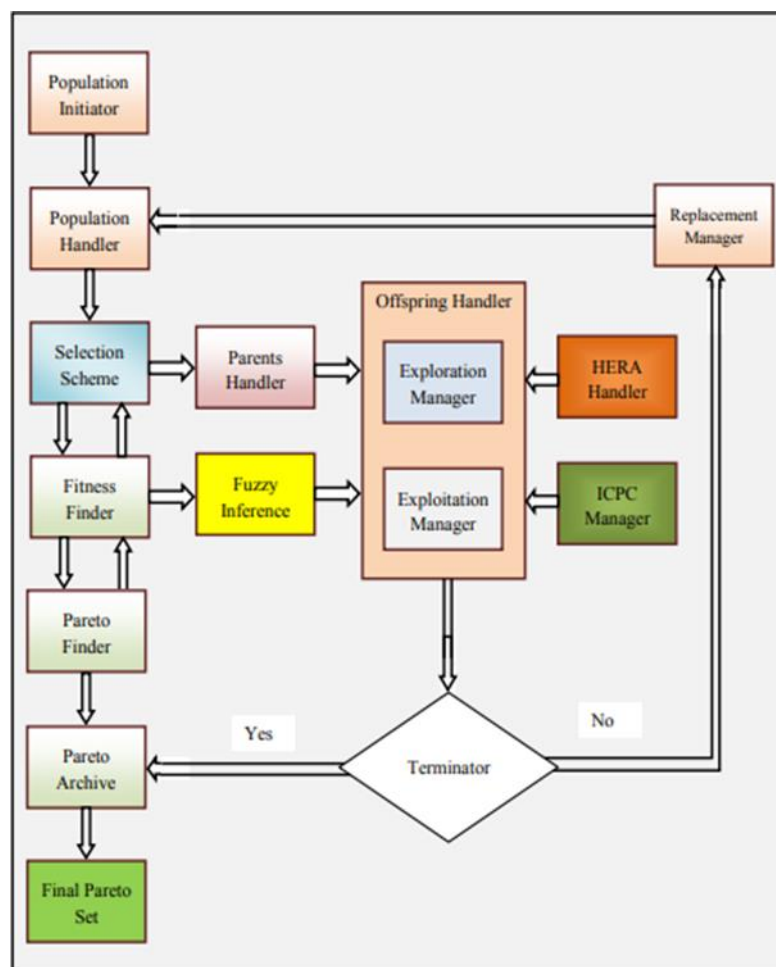 Population
Initiator
Population
Handler
Replacement
Manager
Offspring Handler
Selection
Scheme
Parents
Handler
Exploration
Manager
HERA
Handler
Fitness
Finder
Fuzzy
Inference
Exploitation
Manager
ICPC
Manager
Pareto
Finder
Yes
No
Pareto
Archive
Terminator
Final Pareto
Set